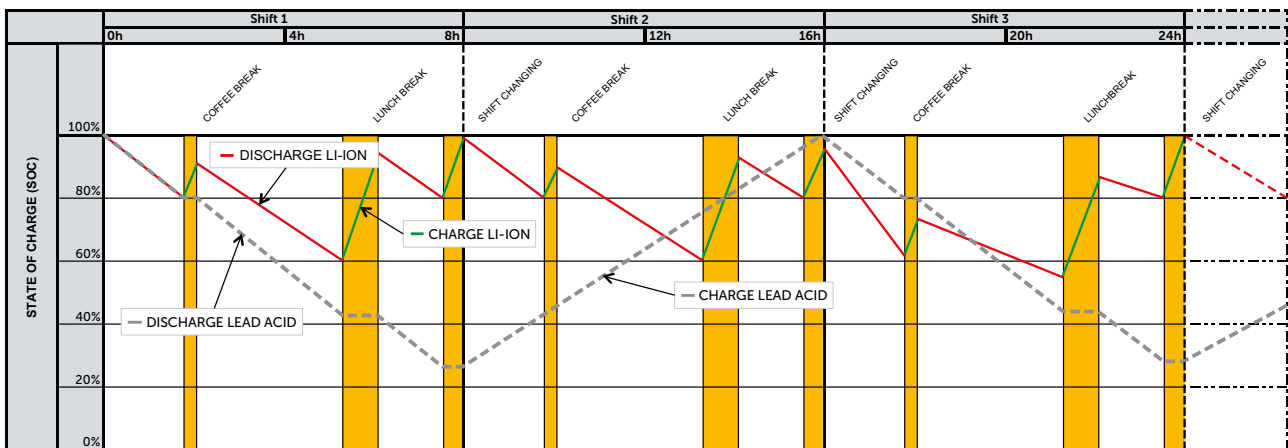 Shift 1
Shift 2
Shift 3
0h
4h
8h
12h
16h
20h
24h
COFFEE BREAK
LUNCH BREAK
SHIFT CHANGING
COFFEE BREAK
LUNCH BREAK
SHIFT CHANGING
COFFEE BREAK
LUNCHBREAK
SHIFT CHANGING
STATE OF CHARGE (SOC)
100%
80%
60%
40%
20%
0%
DISCHARGE LI-ION
CHARGE LI-ION
CHARGE LEAD ACID
DISCHARGE LEAD ACID